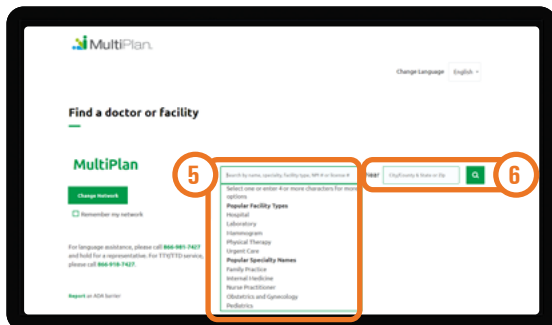 MultiPlan.
Change Language English
Find a doctor or facility
MultiPlan
5
Search by name, specialty, facility type, NPI # or license #
near
City/County & State or Zip
6
Change Network
Remember my network
Select one or enter 4 or more characters for more
options
Popular Facility Types
Hospital
Laboratory
Mammogram
Physical Therapy
Urgent Care
Popular Specialty Names
Family Practice
Internal Medicine
Nurse Practitioner
Obstetrics and Gynecology
Pediatrics
For language assistance, please call 866-981-7427
and hold for a representative. For TTY/TTD service,
please call 866-918-7427.
Report an ADA barrier